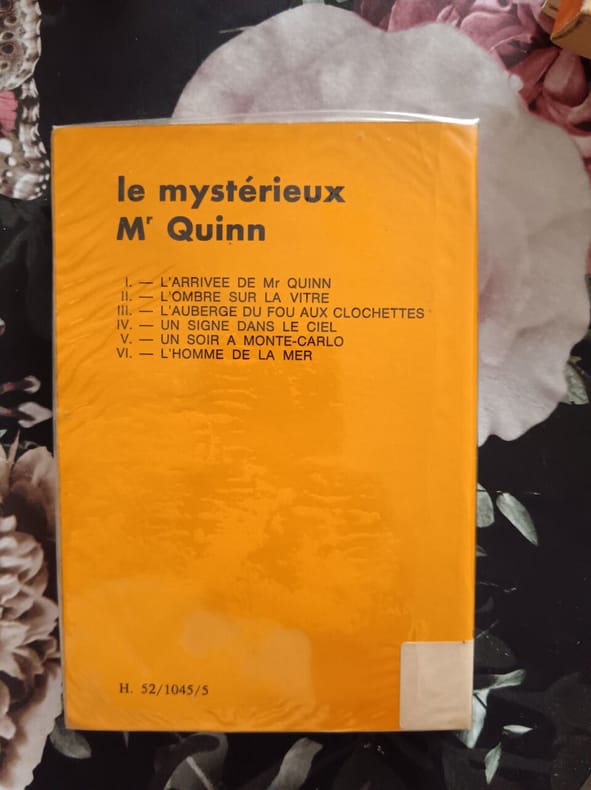 le mystérieux
Mr Quinn
I. — L'ARRIVEE DE Mr QUINN
II. — L'OMBRE SUR LA VITRE
III. — L'AUBERGE DU FOU AUX CLOCHETTES
IV. — UN SIGNE DANS LE CIEL
V. — UN SOIR A MONTE-CARLO
VI. — L'HOMME DE LA MER
H. 52/1045/5